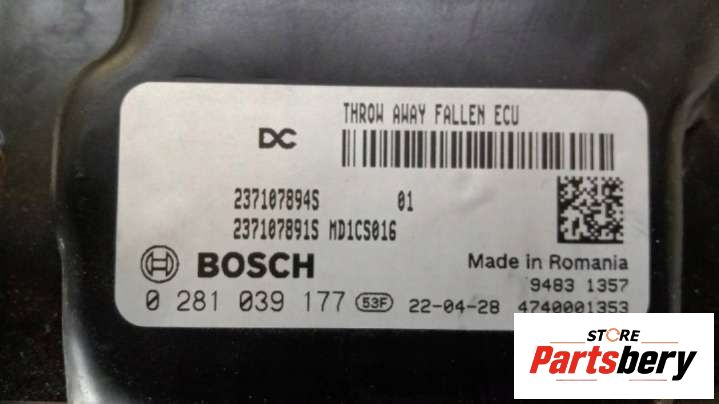 THROW AWAY FALLEN ECU
DC
237107894S 01
237107891S MD1CS016
BOSCH
Made in Romania
9483 1357
0 281 039 177 53F 22-04-28 4740001353
STORE
Partsbery